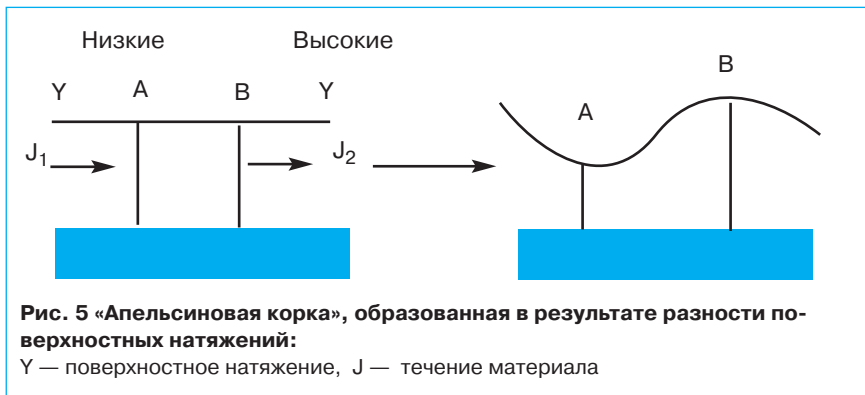 Низкие Высокие
Y A B Y
J₁ J₂
A B
Рис. 5 «Апельсиновая корка», образованная в результате разности по-
верхностных натяжений:
Y — поверхностное натяжение, J — течение материала